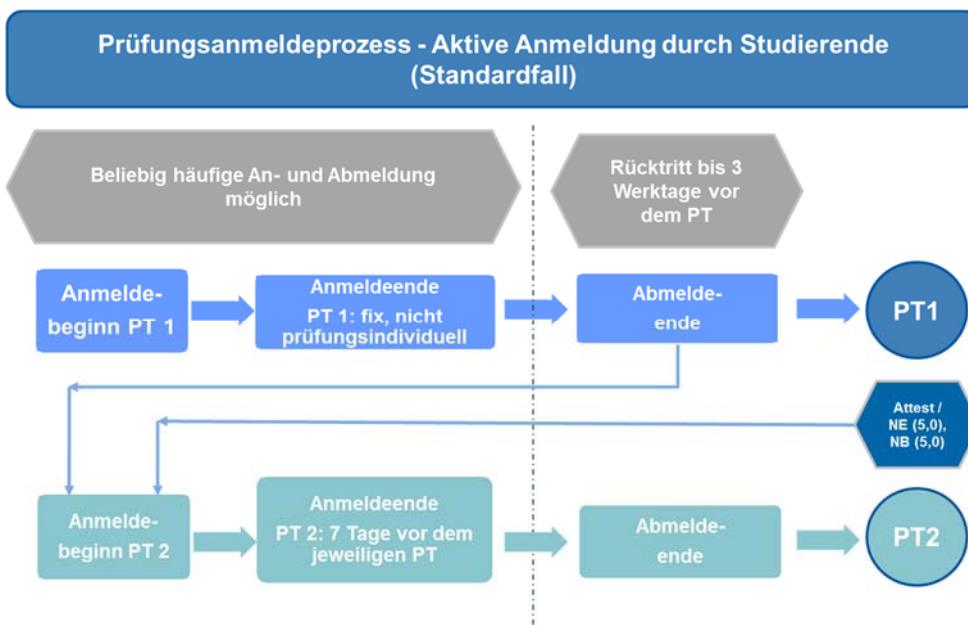 Prüfungsanmeldeprozess - Aktive Anmeldung durch Studierende
(Standardfall)
Beliebig häufige An- und Abmeldung
möglich
Rücktritt bis 3
Werktage vor
dem PT
Anmelde-
beginn PT 1
Anmeldeende
PT 1: fix, nicht
prüfungsindividuell
Abmelde-
ende
PT1
Attest /
NE (5,0),
NB (5,0)
Anmelde-
beginn PT 2
Anmeldeende
PT 2: 7 Tage vor dem
jeweiligen PT
Abmelde-
ende
PT2